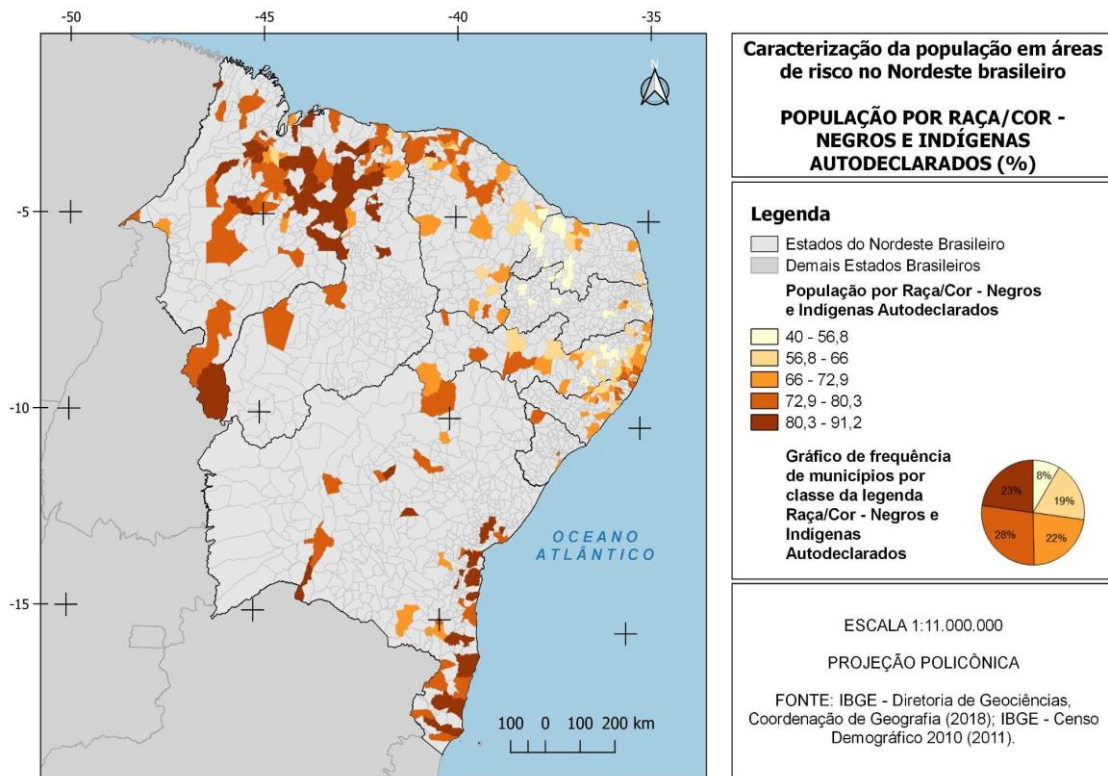 -50
-45
-40
-35
-5
-10
-15
N
OCEANO
ATLÂNTICO
100 0 100 200 km
Caracterização da população em áreas
de risco no Nordeste brasileiro
POPULAÇÃO POR RAÇA/COR -
NEGROS E INDÍGENAS
AUTODECLARADOS (%)
Legenda
Estados do Nordeste Brasileiro
Demais Estados Brasileiros
População por Raça/Cor - Negros
e Indígenas Autodeclarados
40 - 56,8
56,8 - 66
66 - 72,9
72,9 - 80,3
80,3 - 91,2
Gráfico de frequência
de municípios por
classe da legenda
Raça/Cor - Negros e
Indígenas
Autodeclarados
8%
19%
22%
28%
23%
ESCALA 1:11.000.000
PROJEÇÃO POLICÔNICA
FONTE: IBGE - Diretoria de Geociências,
Coordenação de Geografia (2018); IBGE - Censo
Demográfico 2010 (2011).